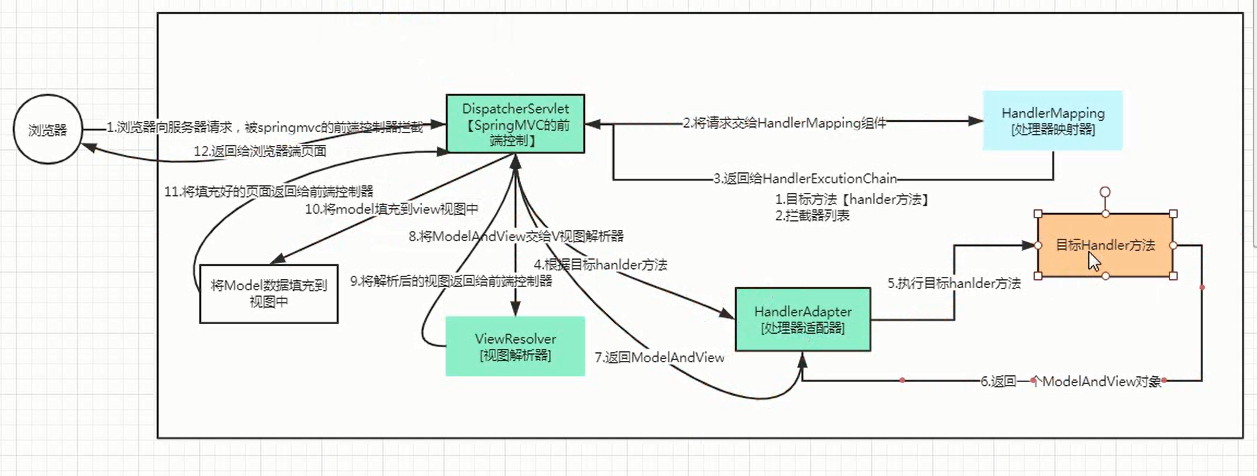 浏览器
1.浏览器向服务器请求，被springmvc的前端控制器拦截
12.返回给浏览器端页面
DispatcherServlet
【SpringMVC的前
端控制】
2.将请求交给HandlerMapping组件
HandlerMapping
[处理器映射器]
3.返回给HandlerExcutionChain
1.目标方法【hanlder方法】
2.拦截器列表
11.将填充好的页面返回给前端控制器
10.将model填充到view视图中
8.将ModelAndView交给V视图解析器
4.根据目标hanlder方法
目标Handler方法
将Model数据填充到
视图中
9.将解析后的视图返回给前端控制器
5.执行目标hanlder方法
HandlerAdapter
[处理器适配器]
ViewResolver
[视图解析器]
7.返回ModelAndView
6.返回一个ModelAndView对象